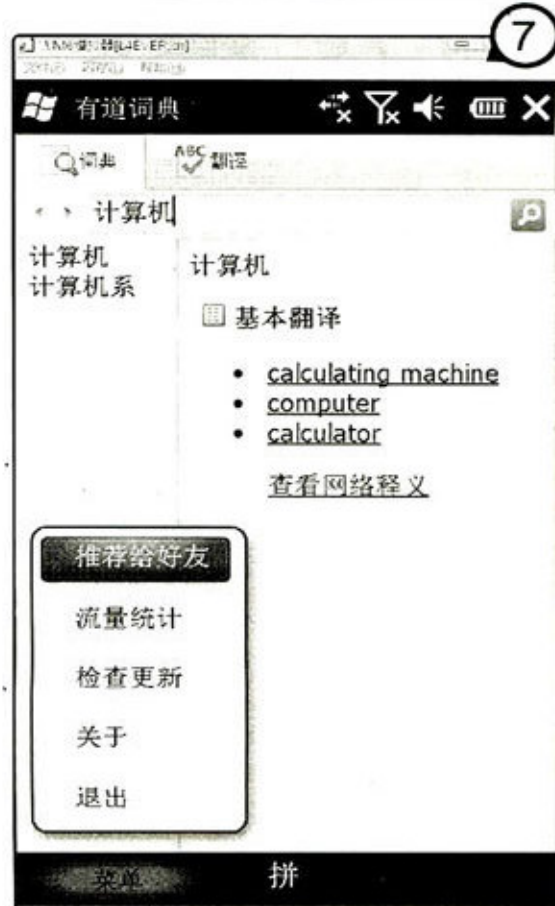 7
有道词典
词典
ABC 翻译
计算机
计算机
计算机系
计算机
基本翻译
calculating machine
computer
calculator
查看网络释义
推荐给好友
流量统计
检查更新
关于
退出
菜单
拼